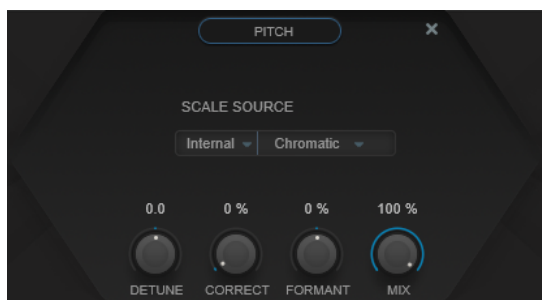 PITCH
SCALE SOURCE
Internal Chromatic
0.0 0 % 0 % 100 %
DETUNE CORRECT FORMANT MIX